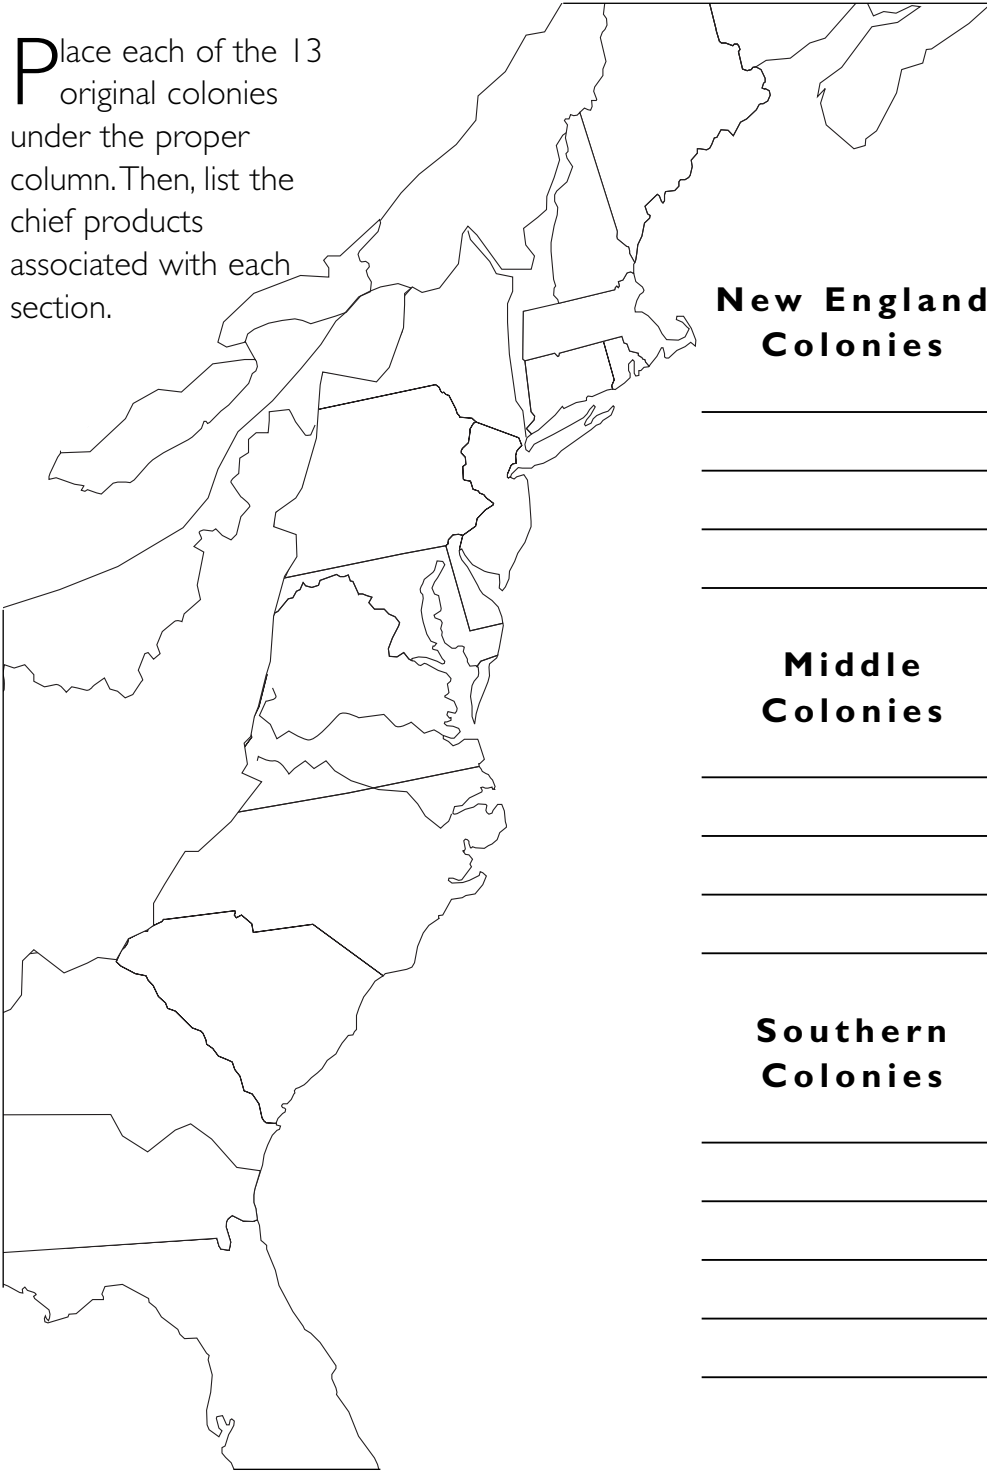 Place each of the 13
original colonies
under the proper
column. Then, list the
chief products
associated with each
section.
New England
Colonies
Middle
Colonies
Southern
Colonies